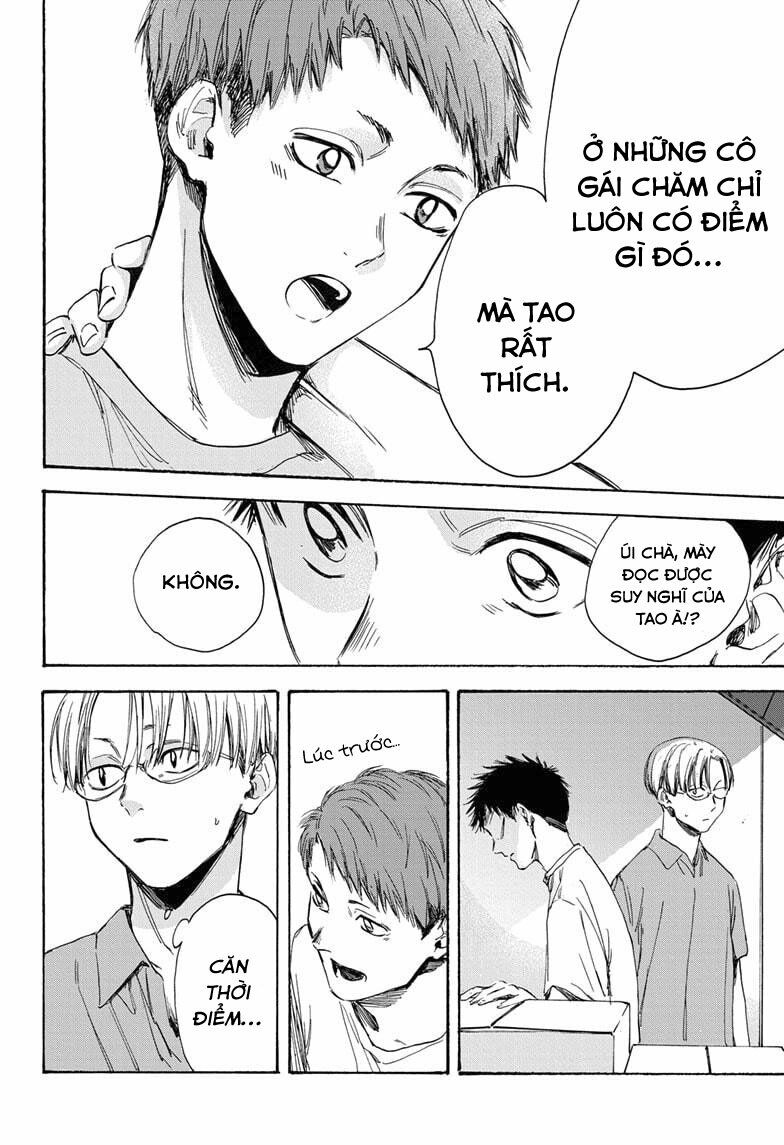 Ở NHỮNG CÔ
GÁI CHĂM CHỈ
LUÔN CÓ ĐIỂM
GÌ ĐÓ...
MÀ TAO
RẤT
THÍCH.
ÚI CHÀ, MÀY
ĐỌC ĐƯỢC
SUY NGHĨ CỦA
TAO À!?
KHÔNG.
Lúc trước...
CĂN
THỜI
ĐIỂM...